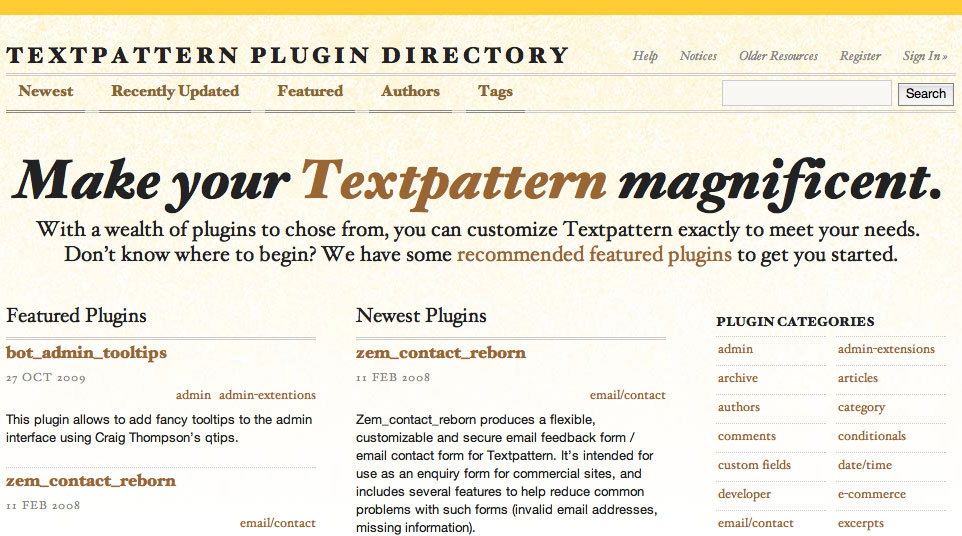 TEXTPATTERN PLUGIN DIRECTORY
Help Notices Older Resources Register Sign In »
Newest Recently Updated Featured Authors Tags
Search
Make your Textpattern magnificent.
With a wealth of plugins to chose from, you can customize Textpattern exactly to meet your needs.
Don't know where to begin? We have some recommended featured plugins to get you started.
Featured Plugins
bot_admin_tooltips
27 OCT 2009
admin admin-extentions
This plugin allows to add fancy tooltips to the admin
interface using Craig Thompson's qtips.
zem_contact_reborn
11 FEB 2008
email/contact
Newest Plugins
zem_contact_reborn
11 FEB 2008
email/contact
Zem_contact_reborn produces a flexible,
customizable and secure email feedback form /
email contact form for Textpattern. It's intended for
use as an enquiry form for commercial sites, and
includes several features to help reduce common
problems with such forms (invalid email addresses,
missing information).
PLUGIN CATEGORIES
admin admin-extensions
archive articles
authors category
comments conditionals
custom fields date/time
developer e-commerce
email/contact excerpts